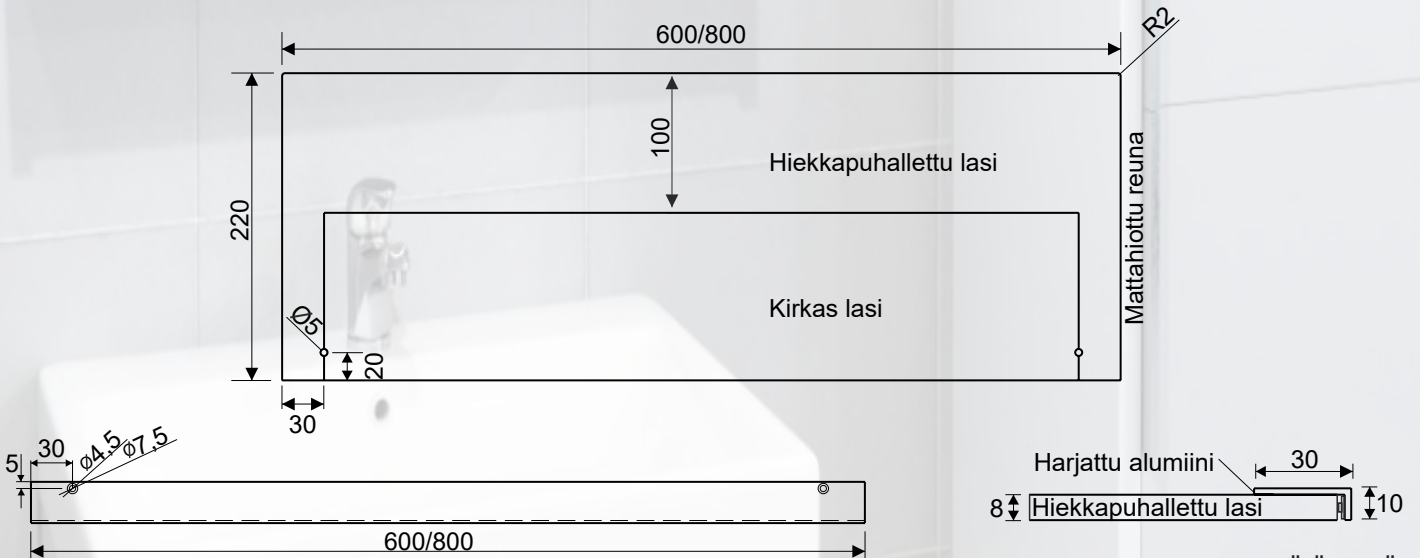 600/800
R2
220
100
Hiekkapuhallettu lasi
Mattahiottu reuna
Kirkas lasi
Ø5
20
30
5
30
Ø4,5
Ø7,5
600/800
Harjattu alumiini
30
8
Hiekkapuhallettu lasi
10